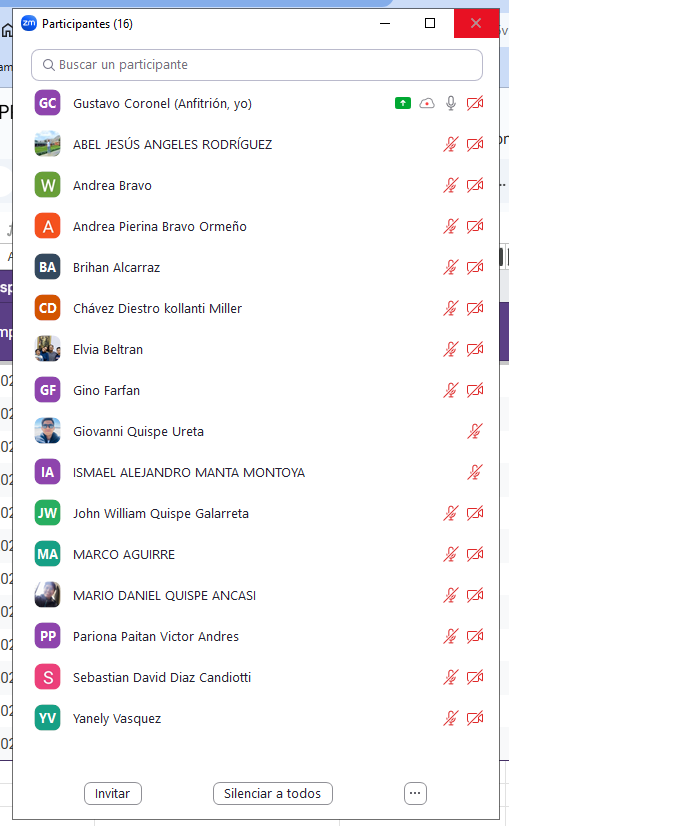 zm Participantes (16)
Buscar un participante
GC Gustavo Coronel (Anfitrión, yo)
ABEL JESÚS ANGELES RODRÍGUEZ
W Andrea Bravo
A Andrea Pierina Bravo Ormeño
BA Brihan Alcarraz
CD Chávez Diestro kollanti Miller
Elvia Beltran
GF Gino Farfan
Giovanni Quispe Ureta
IA ISMAEL ALEJANDRO MANTA MONTOYA
JW John William Quispe Galarreta
MA MARCO AGUIRRE
MARIO DANIEL QUISPE ANCASI
PP Pariona Paitan Victor Andres
S Sebastian David Diaz Candiotti
YV Yanely Vasquez
Invitar Silenciar a todos ...